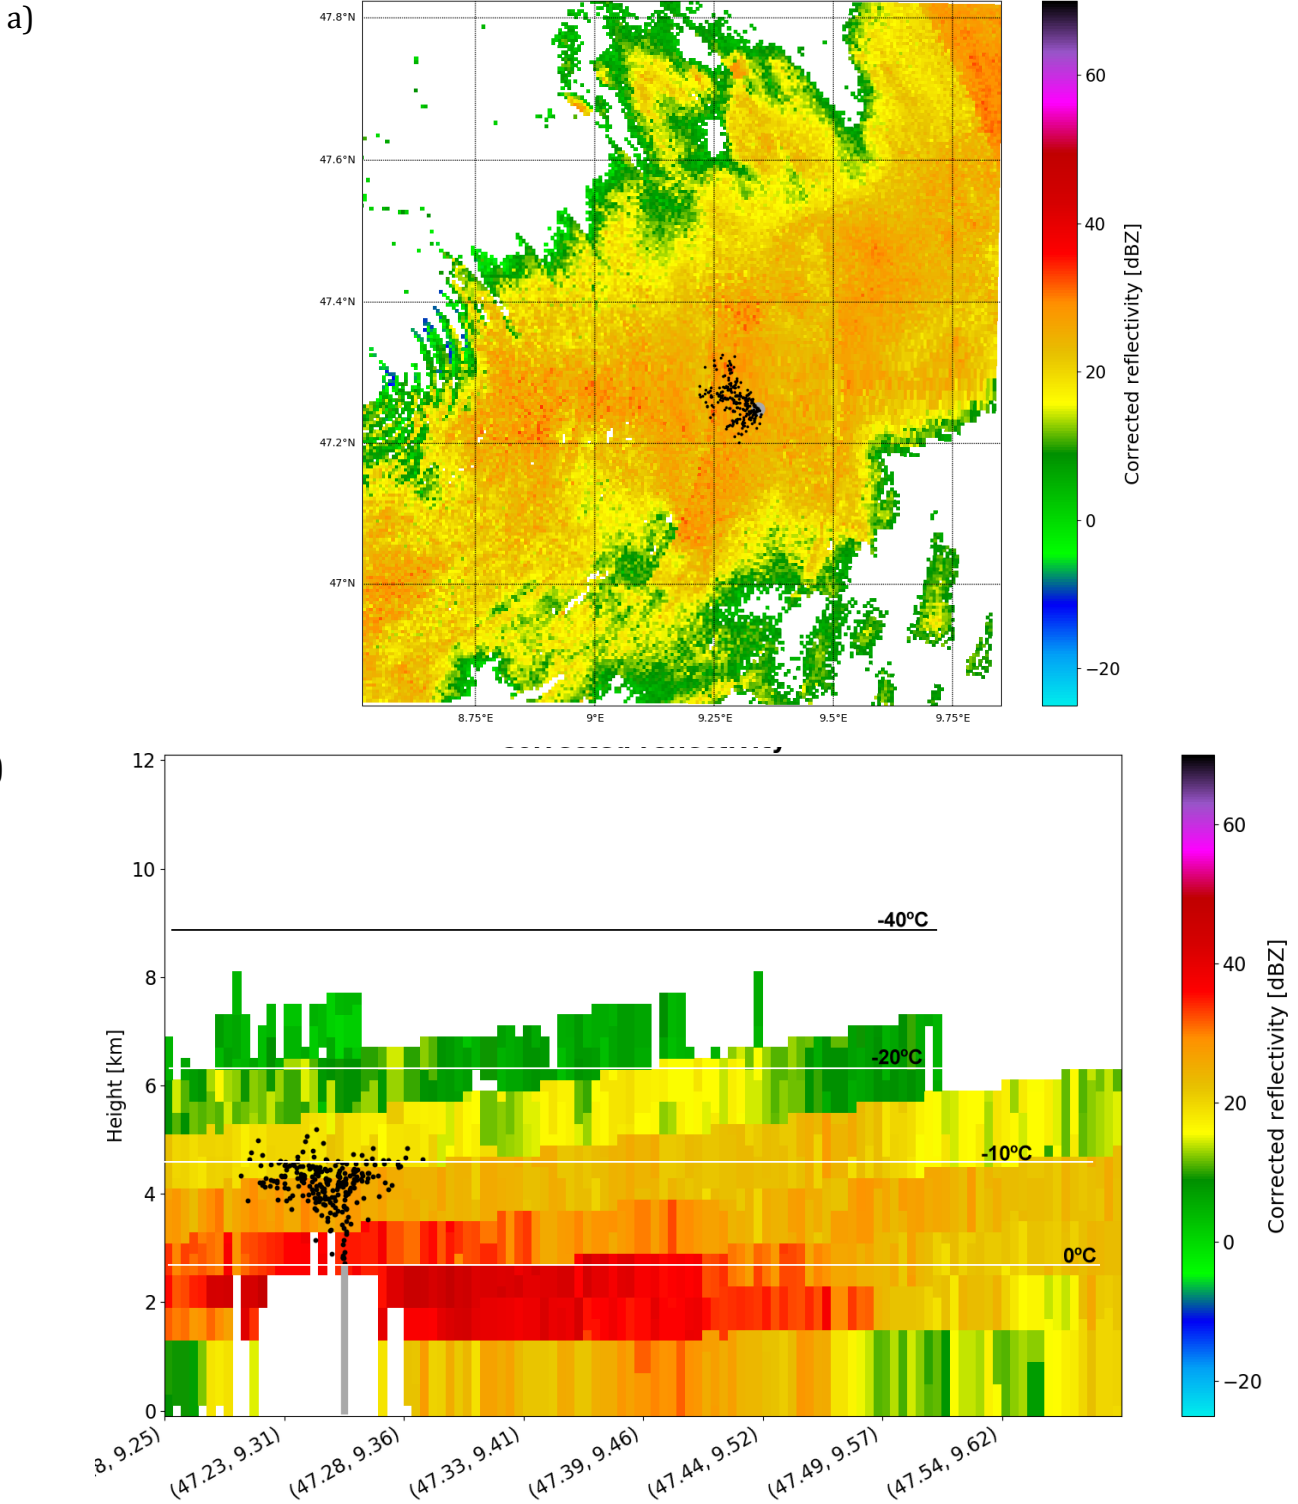 a)
47.8°N
47.6°N
47.4°N
47.2°N
47°N
8.75°E 9°E 9.25°E 9.5°E 9.75°E
60
40
20
0
−20
Corrected reflectivity [dBZ]
)
12
10
8
6
4
2
0
Height [km]
-40ºC
-20ºC
-10ºC
0ºC
8, 9.25)
(47.23, 9.31)
(47.28, 9.36)
(47.33, 9.41)
(47.39, 9.46)
(47.44, 9.52)
(47.49, 9.57)
(47.54, 9.62)
60
40
20
0
−20
Corrected reflectivity [dBZ]